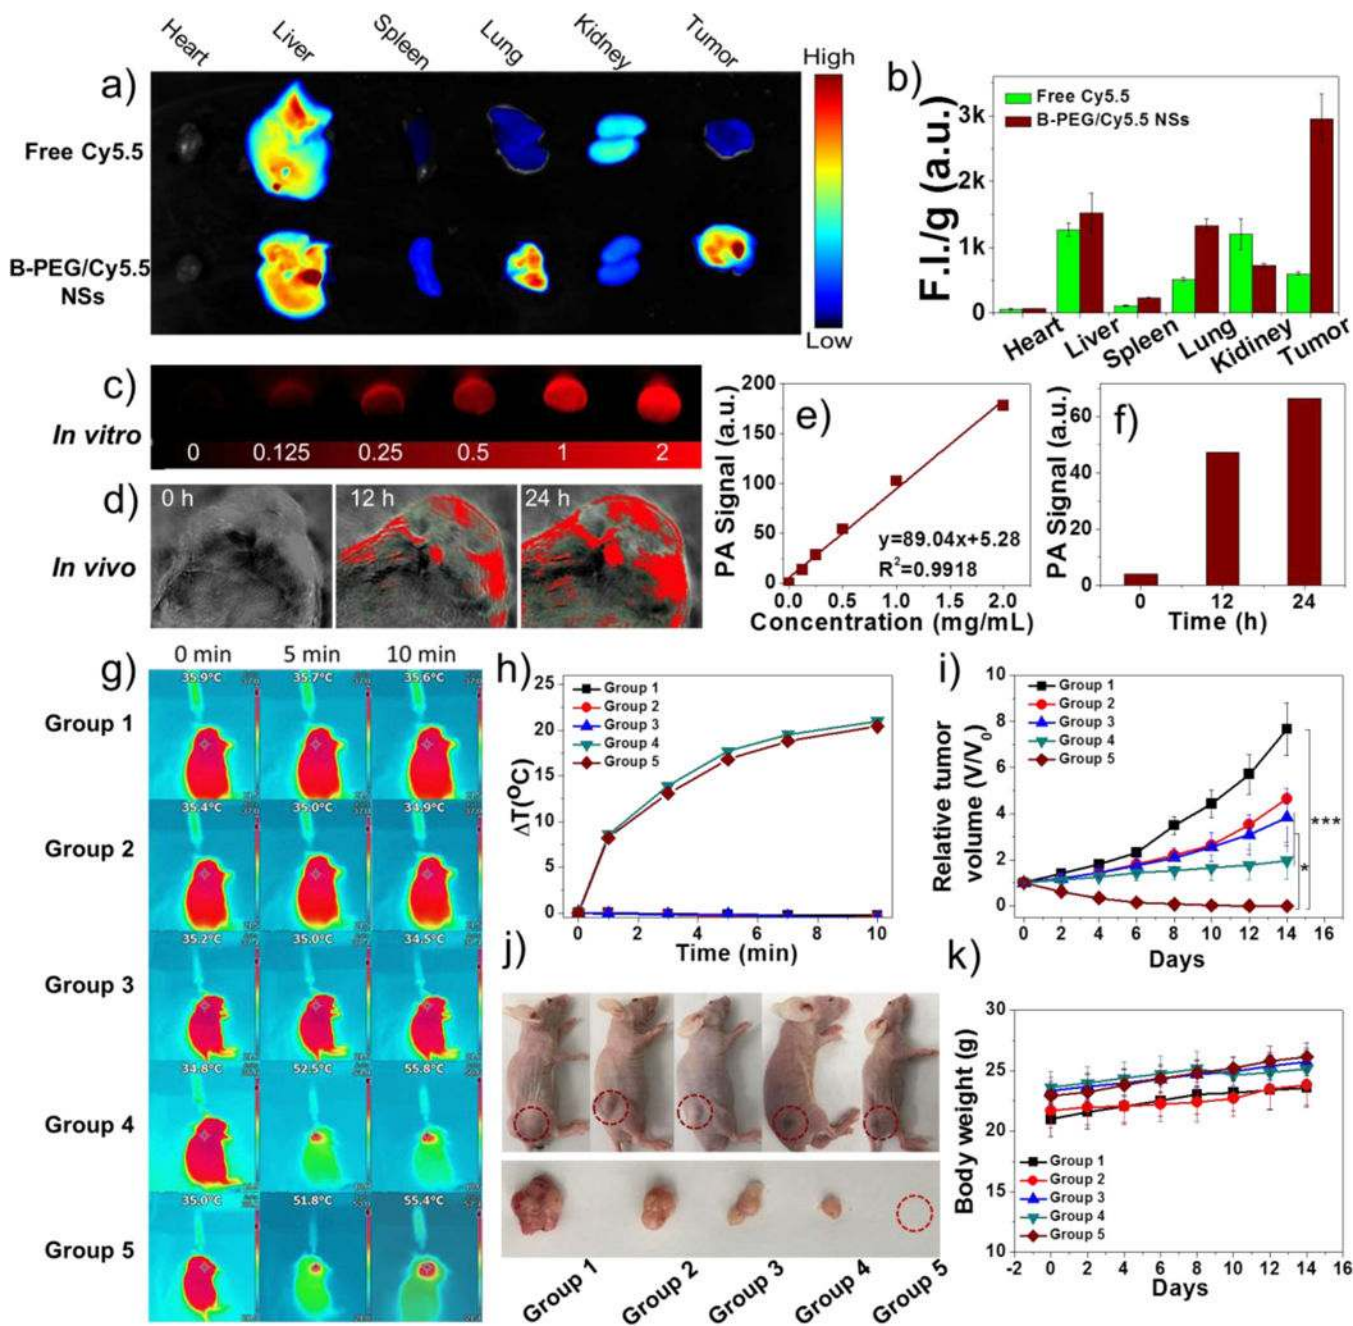 Heart Liver Spleen Lung Kidney Tumor
a)
High
Free Cy5.5
B-PEG/Cy5.5
NSs
Low
b)
Free Cy5.5
B-PEG/Cy5.5 NSs
F.I./g (a.u.)
3k
2k
1k
0
Heart Liver Spleen Lung Kidiney Tumor
c)
In vitro
0 0.125 0.25 0.5 1 2
d)
0 h 12 h 24 h
In vivo
e)
PA Signal (a.u.)
200
150
100
50
0
y=89.04x+5.28
R²=0.9918
0.0 0.5 1.0 1.5 2.0
Concentration (mg/mL)
f)
PA Signal (a.u.)
60
40
20
0
0 12 24
Time (h)
g)
0 min 5 min 10 min
Group 1
35.9°C 35.7°C 35.6°C
Group 2
35.4°C 35.0°C 34.9°C
Group 3
35.2°C 35.0°C 34.5°C
Group 4
34.8°C 52.5°C 55.8°C
Group 5
35.0°C 51.8°C 55.4°C
h)
ΔT(°C)
25
20
15
10
5
0
Group 1
Group 2
Group 3
Group 4
Group 5
0 2 4 6 8 10
Time (min)
i)
Relative tumor
volume (V/V₀)
10
8
6
4
2
0
Group 1
Group 2
Group 3
Group 4
Group 5
***
*
0 2 4 6 8 10 12 14 16
Days
j)
Group 1 Group 2 Group 3 Group 4 Group 5
k)
Body weight (g)
30
25
20
15
10
Group 1
Group 2
Group 3
Group 4
Group 5
-2 0 2 4 6 8 10 12 14 16
Days